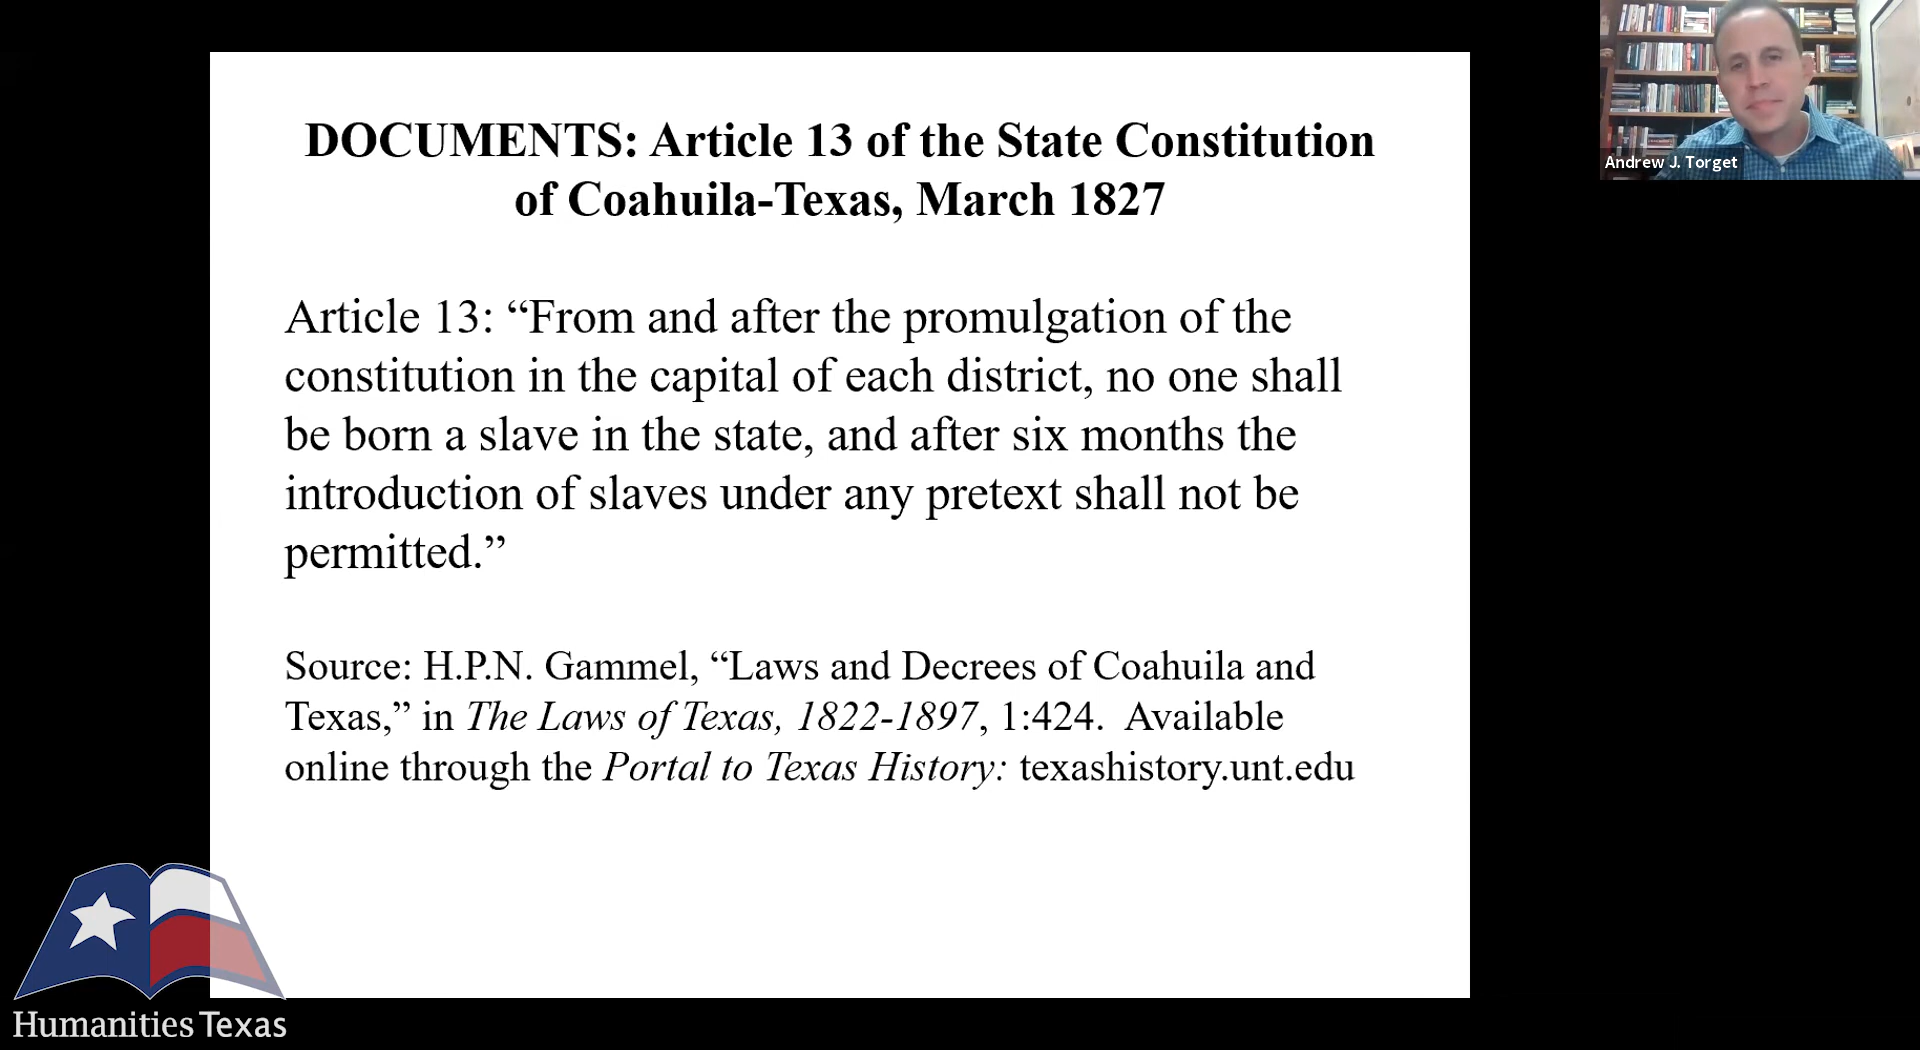 DOCUMENTS: Article 13 of the State Constitution
of Coahuila-Texas, March 1827
Article 13: “From and after the promulgation of the
constitution in the capital of each district, no one shall
be born a slave in the state, and after six months the
introduction of slaves under any pretext shall not be
permitted.”
Source: H.P.N. Gammel, “Laws and Decrees of Coahuila and
Texas,” in The Laws of Texas, 1822-1897, 1:424.  Available
online through the Portal to Texas History: texashistory.unt.edu
Andrew J. Torget
Humanities Texas